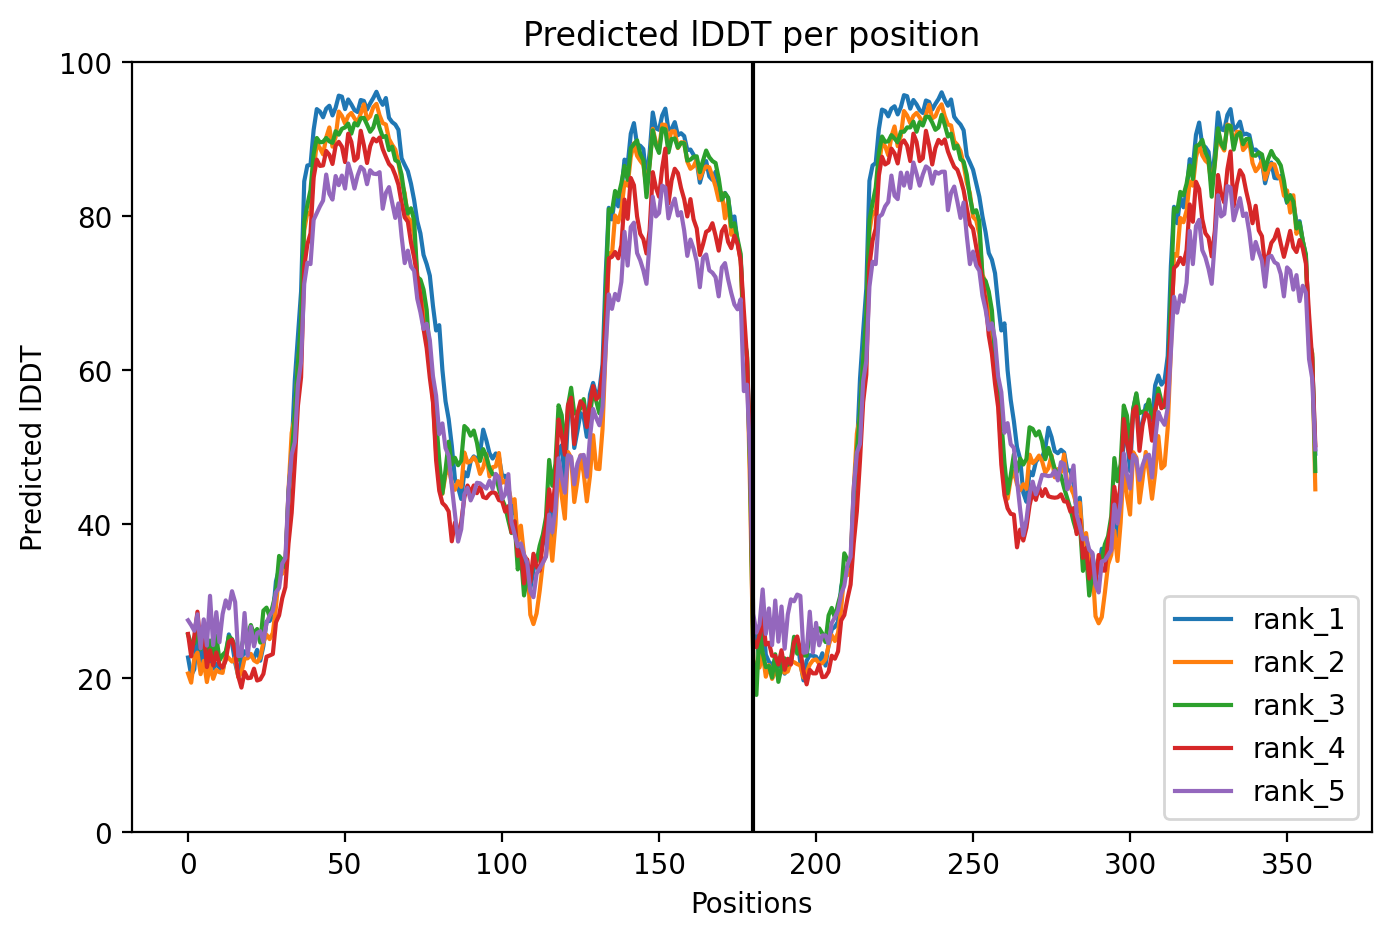 Predicted lDDT per position
100
80
60
40
20
0
Predicted lDDT
0 50 100 150 200 250 300 350
Positions
rank_1
rank_2
rank_3
rank_4
rank_5